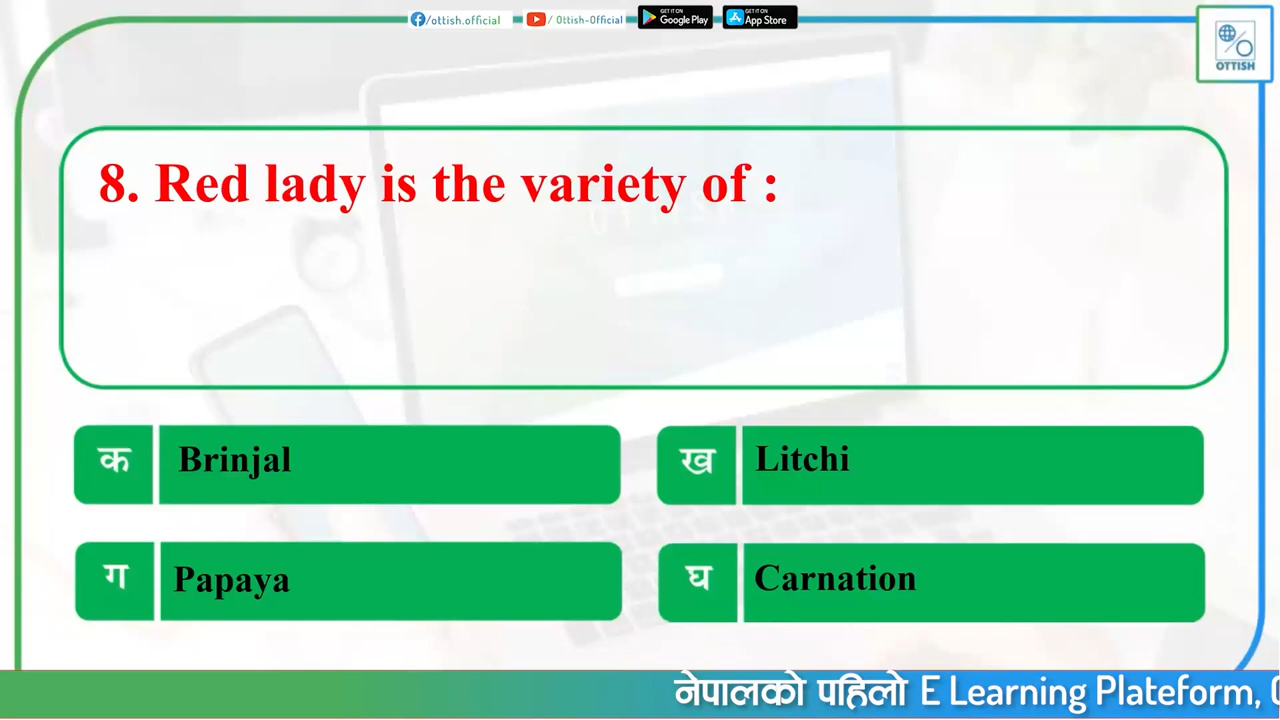 /ottish.official
/ Ottish-Official
GET IT ON
Google Play
GET IT ON
App Store
OTTISH
8. Red lady is the variety of :
क Brinjal
ख Litchi
ग Papaya
घ Carnation
नेपालको पहिलो E Learning Plateform,